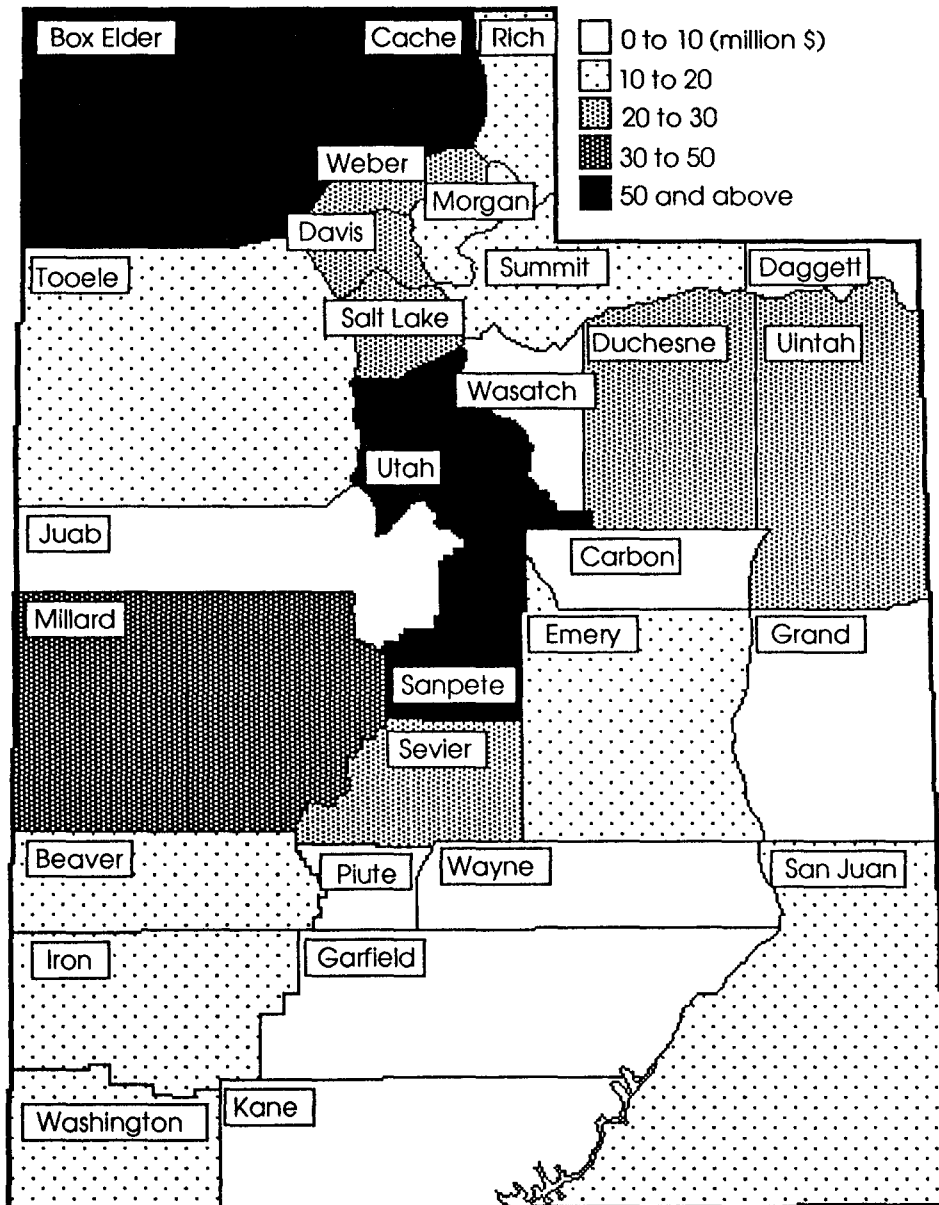 Box Elder
Cache
Rich
0 to 10 (million $)
10 to 20
20 to 30
30 to 50
50 and above
Weber
Morgan
Davis
Tooele
Summit
Daggett
Salt Lake
Duchesne
Uintah
Wasatch
Utah
Juab
Carbon
Millard
Emery
Grand
Sanpete
Sevier
Beaver
Piute
Wayne
San Juan
Iron
Garfield
Washington
Kane